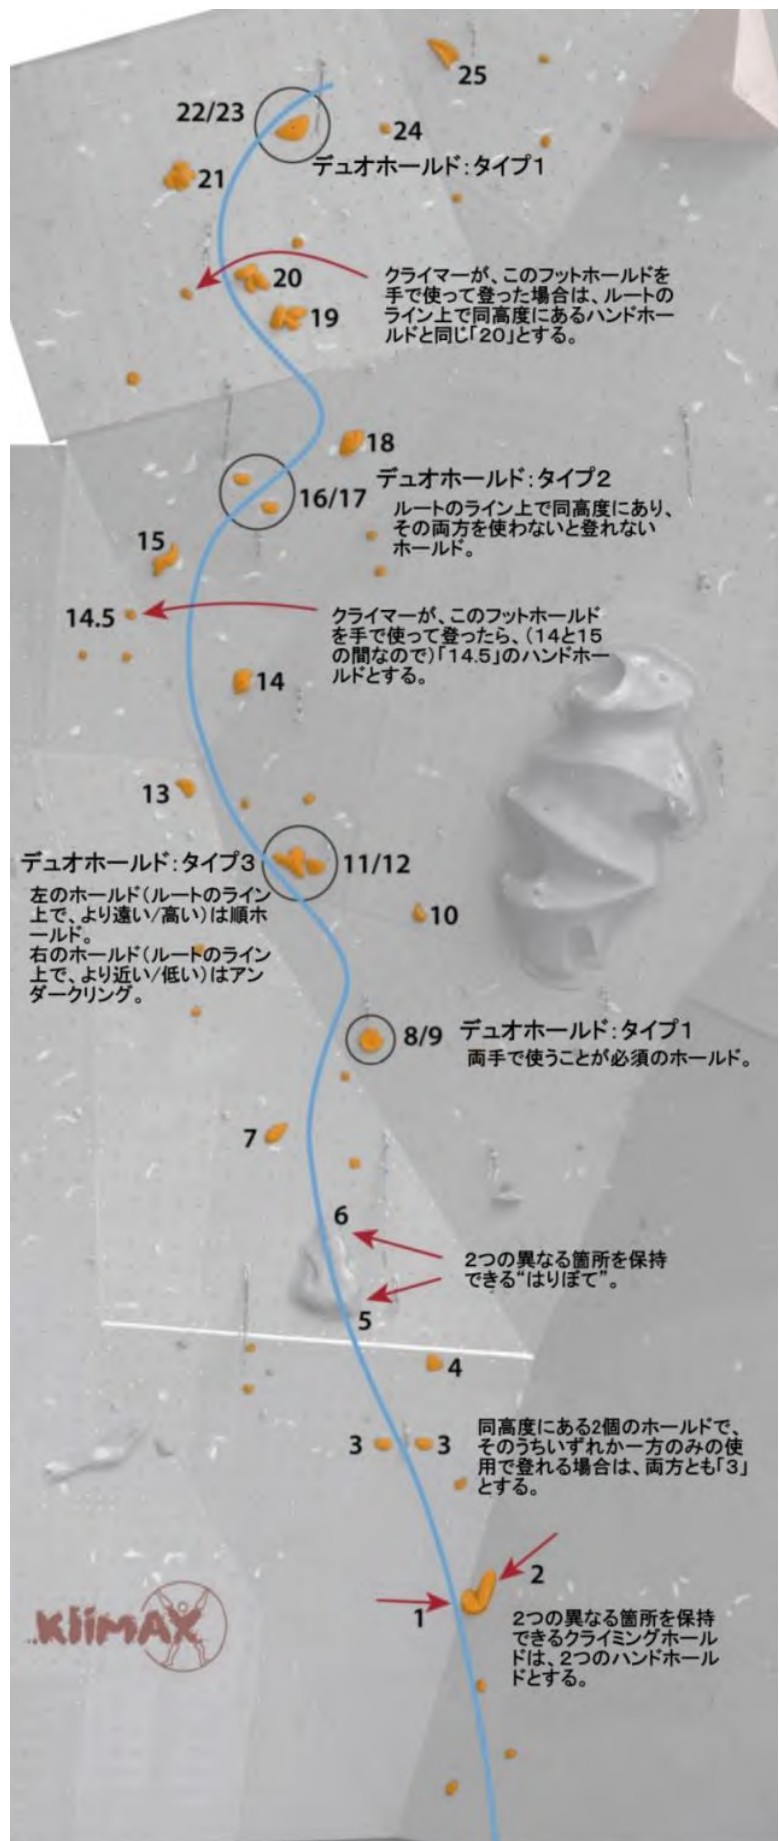 25
22/23
24
デュオホールド：タイプ1
21
クライマーが、このフットホールドを
手で使って登った場合は、ルートの
ライン上で同高度にあるハンドホー
ルドと同じ「20」とする。
20
19
18
デュオホールド：タイプ2
16/17
ルートのライン上で同高度にあり、
その両方を使わないと登れない
ホールド。
15
14.5
クライマーが、このフットホールド
を手で使って登ったら、（14と15
の間なので）「14.5」のハンドホー
ルドとする。
14
13
デュオホールド：タイプ3
11/12
左のホールド（ルートのライン
上で、より遠い/高い）は順ホ
ールド。
右のホールド（ルートのライン
上で、より近い/低い）はアン
ダークリング。
10
8/9
デュオホールド：タイプ1
両手で使うことが必須のホールド。
7
6
2つの異なる箇所を保持
できる“はりぼて”。
5
4
3
3
同高度にある2個のホールドで、
そのうちいずれか一方のみの使
用で登れる場合は、両方とも「3」
とする。
2
1
2つの異なる箇所を保持
できるクライミングホール
ドは、2つのハンドホール
ドとする。
KliMAX